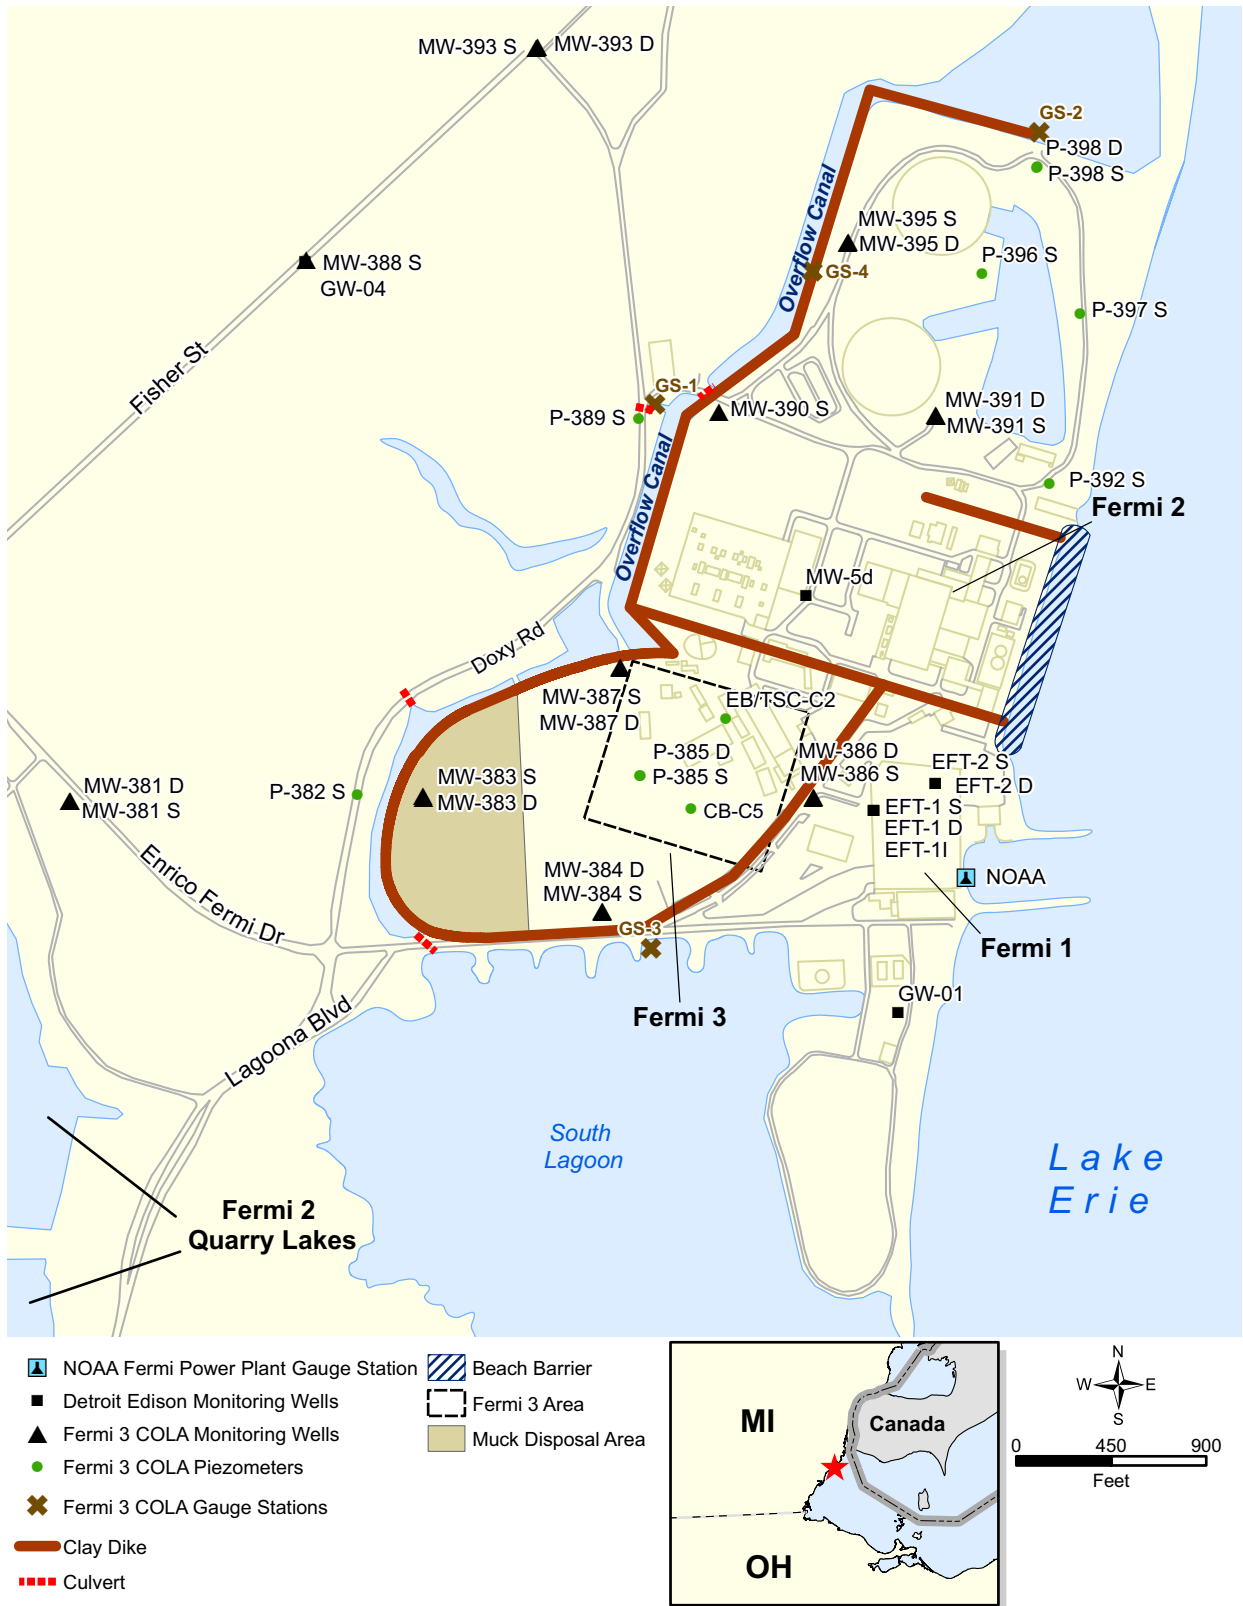 MW-393 S
MW-393 D
GS-2
P-398 D
P-398 S
Overflow Canal
MW-395 S
MW-395 D
GS-4
P-396 S
P-397 S
MW-388 S
GW-04
Fisher St
GS-1
P-389 S
MW-390 S
MW-391 D
MW-391 S
Overflow Canal
P-392 S
Fermi 2
MW-5d
Doxy Rd
MW-387 S
MW-387 D
EB/TSC-C2
P-385 D
P-385 S
MW-386 D
MW-386 S
EFT-2 S
EFT-2 D
MW-381 D
MW-381 S
P-382 S
MW-383 S
MW-383 D
CB-C5
EFT-1 S
EFT-1 D
EFT-1I
Enrico Fermi Dr
MW-384 D
MW-384 S
NOAA
GS-3
Fermi 1
Fermi 3
GW-01
Lagoona Blvd
South
Lagoon
Lake
Erie
Fermi 2
Quarry Lakes
NOAA Fermi Power Plant Gauge Station
Detroit Edison Monitoring Wells
Fermi 3 COLA Monitoring Wells
Fermi 3 COLA Piezometers
Fermi 3 COLA Gauge Stations
Clay Dike
Culvert
Beach Barrier
Fermi 3 Area
Muck Disposal Area
MI
Canada
OH
N
W
E
S
0
450
900
Feet